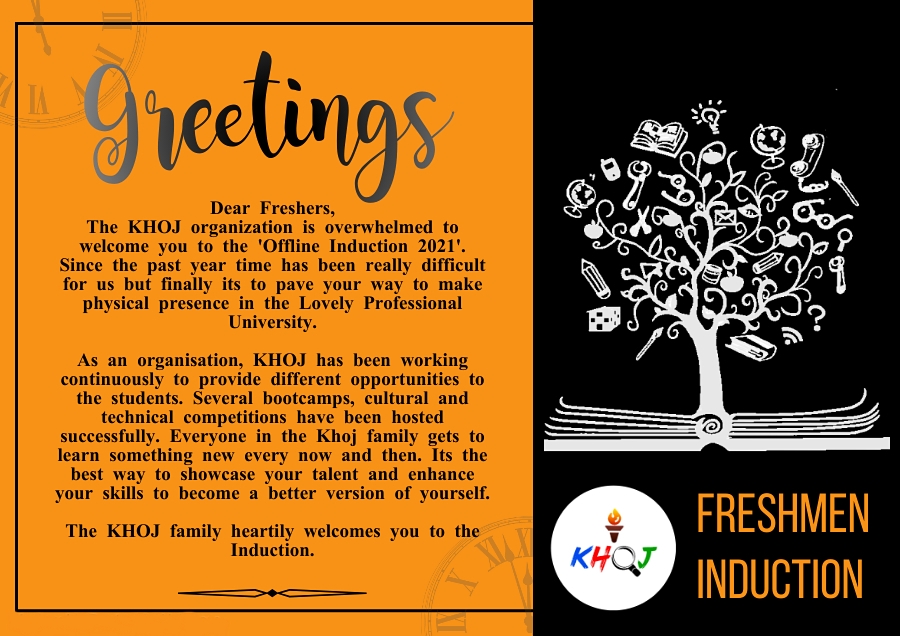 Greetings
Dear Freshers,
The KHOJ organization is overwhelmed to
welcome you to the 'Offline Induction 2021'.
Since the past year time has been really difficult
for us but finally its to pave your way to make
physical presence in the Lovely Professional
University.
As an organisation, KHOJ has been working
continuously to provide different opportunities to
the students. Several bootcamps, cultural and
technical competitions have been hosted
successfully. Everyone in the Khoj family gets to
learn something new every now and then. Its the
best way to showcase your talent and enhance
your skills to become a better version of yourself.
The KHOJ family heartily welcomes you to the
Induction.
KHOJ
FRESHMEN
INDUCTION